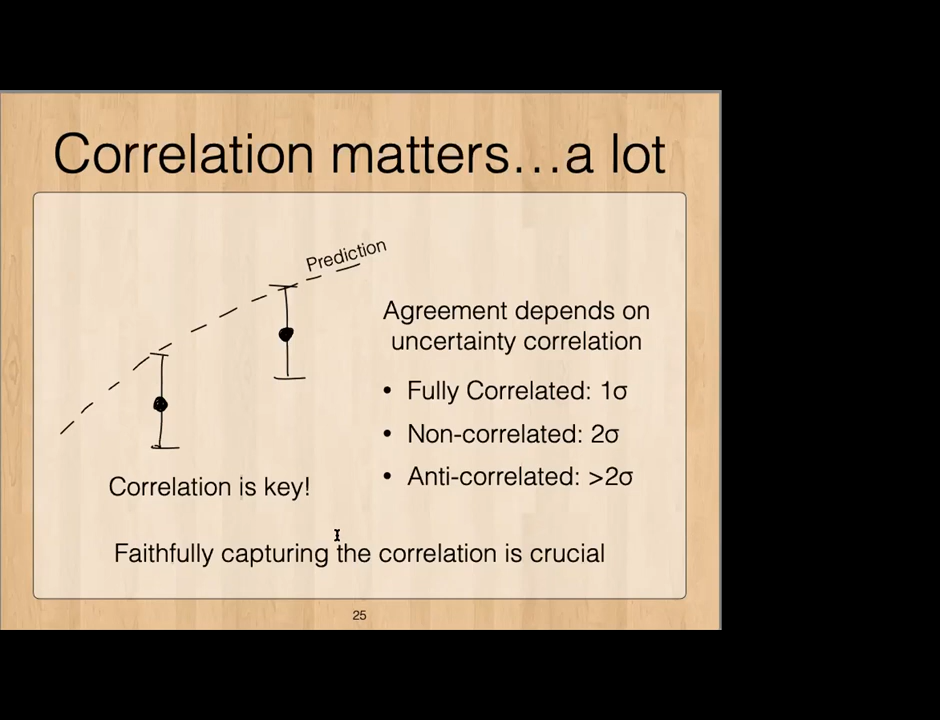 Correlation matters…a lot
Prediction
Agreement depends on
uncertainty correlation
• Fully Correlated: 1σ
• Non-correlated: 2σ
• Anti-correlated: >2σ
Correlation is key!
Faithfully capturing the correlation is crucial
25